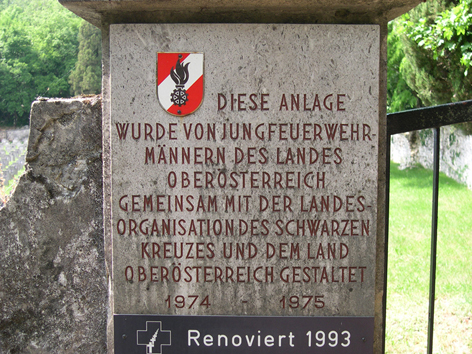 DIESE ANLAGE
WURDE VON JUNGFEUERWEHR-
MÄNNERN DES LANDES
OBERÖSTERREICH
GEMEINSAM MIT DER LANDES-
ORGANISATION DES SCHWARZEN
KREUZES UND DEM LAND
OBERÖSTERREICH GESTALTET
1974 - 1975
Renoviert 1993